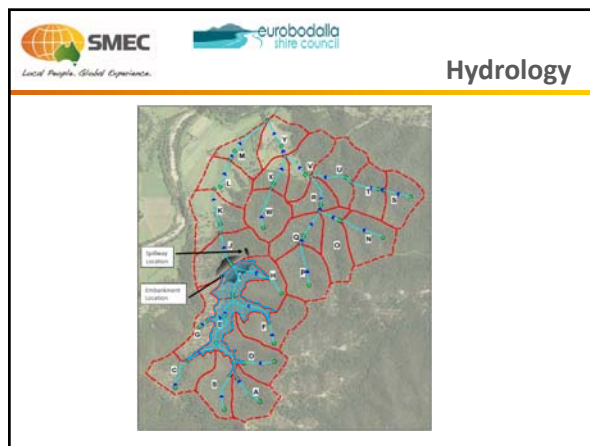 SMEC
Local People. Global Experience.
eurobodalla
shire council
Hydrology
Y
M
V
U
X
L
T
S
R
K
W
N
Q
O
J
Spillway
Location
P
H
Embankment
Location
E
F
G
D
C
B
A